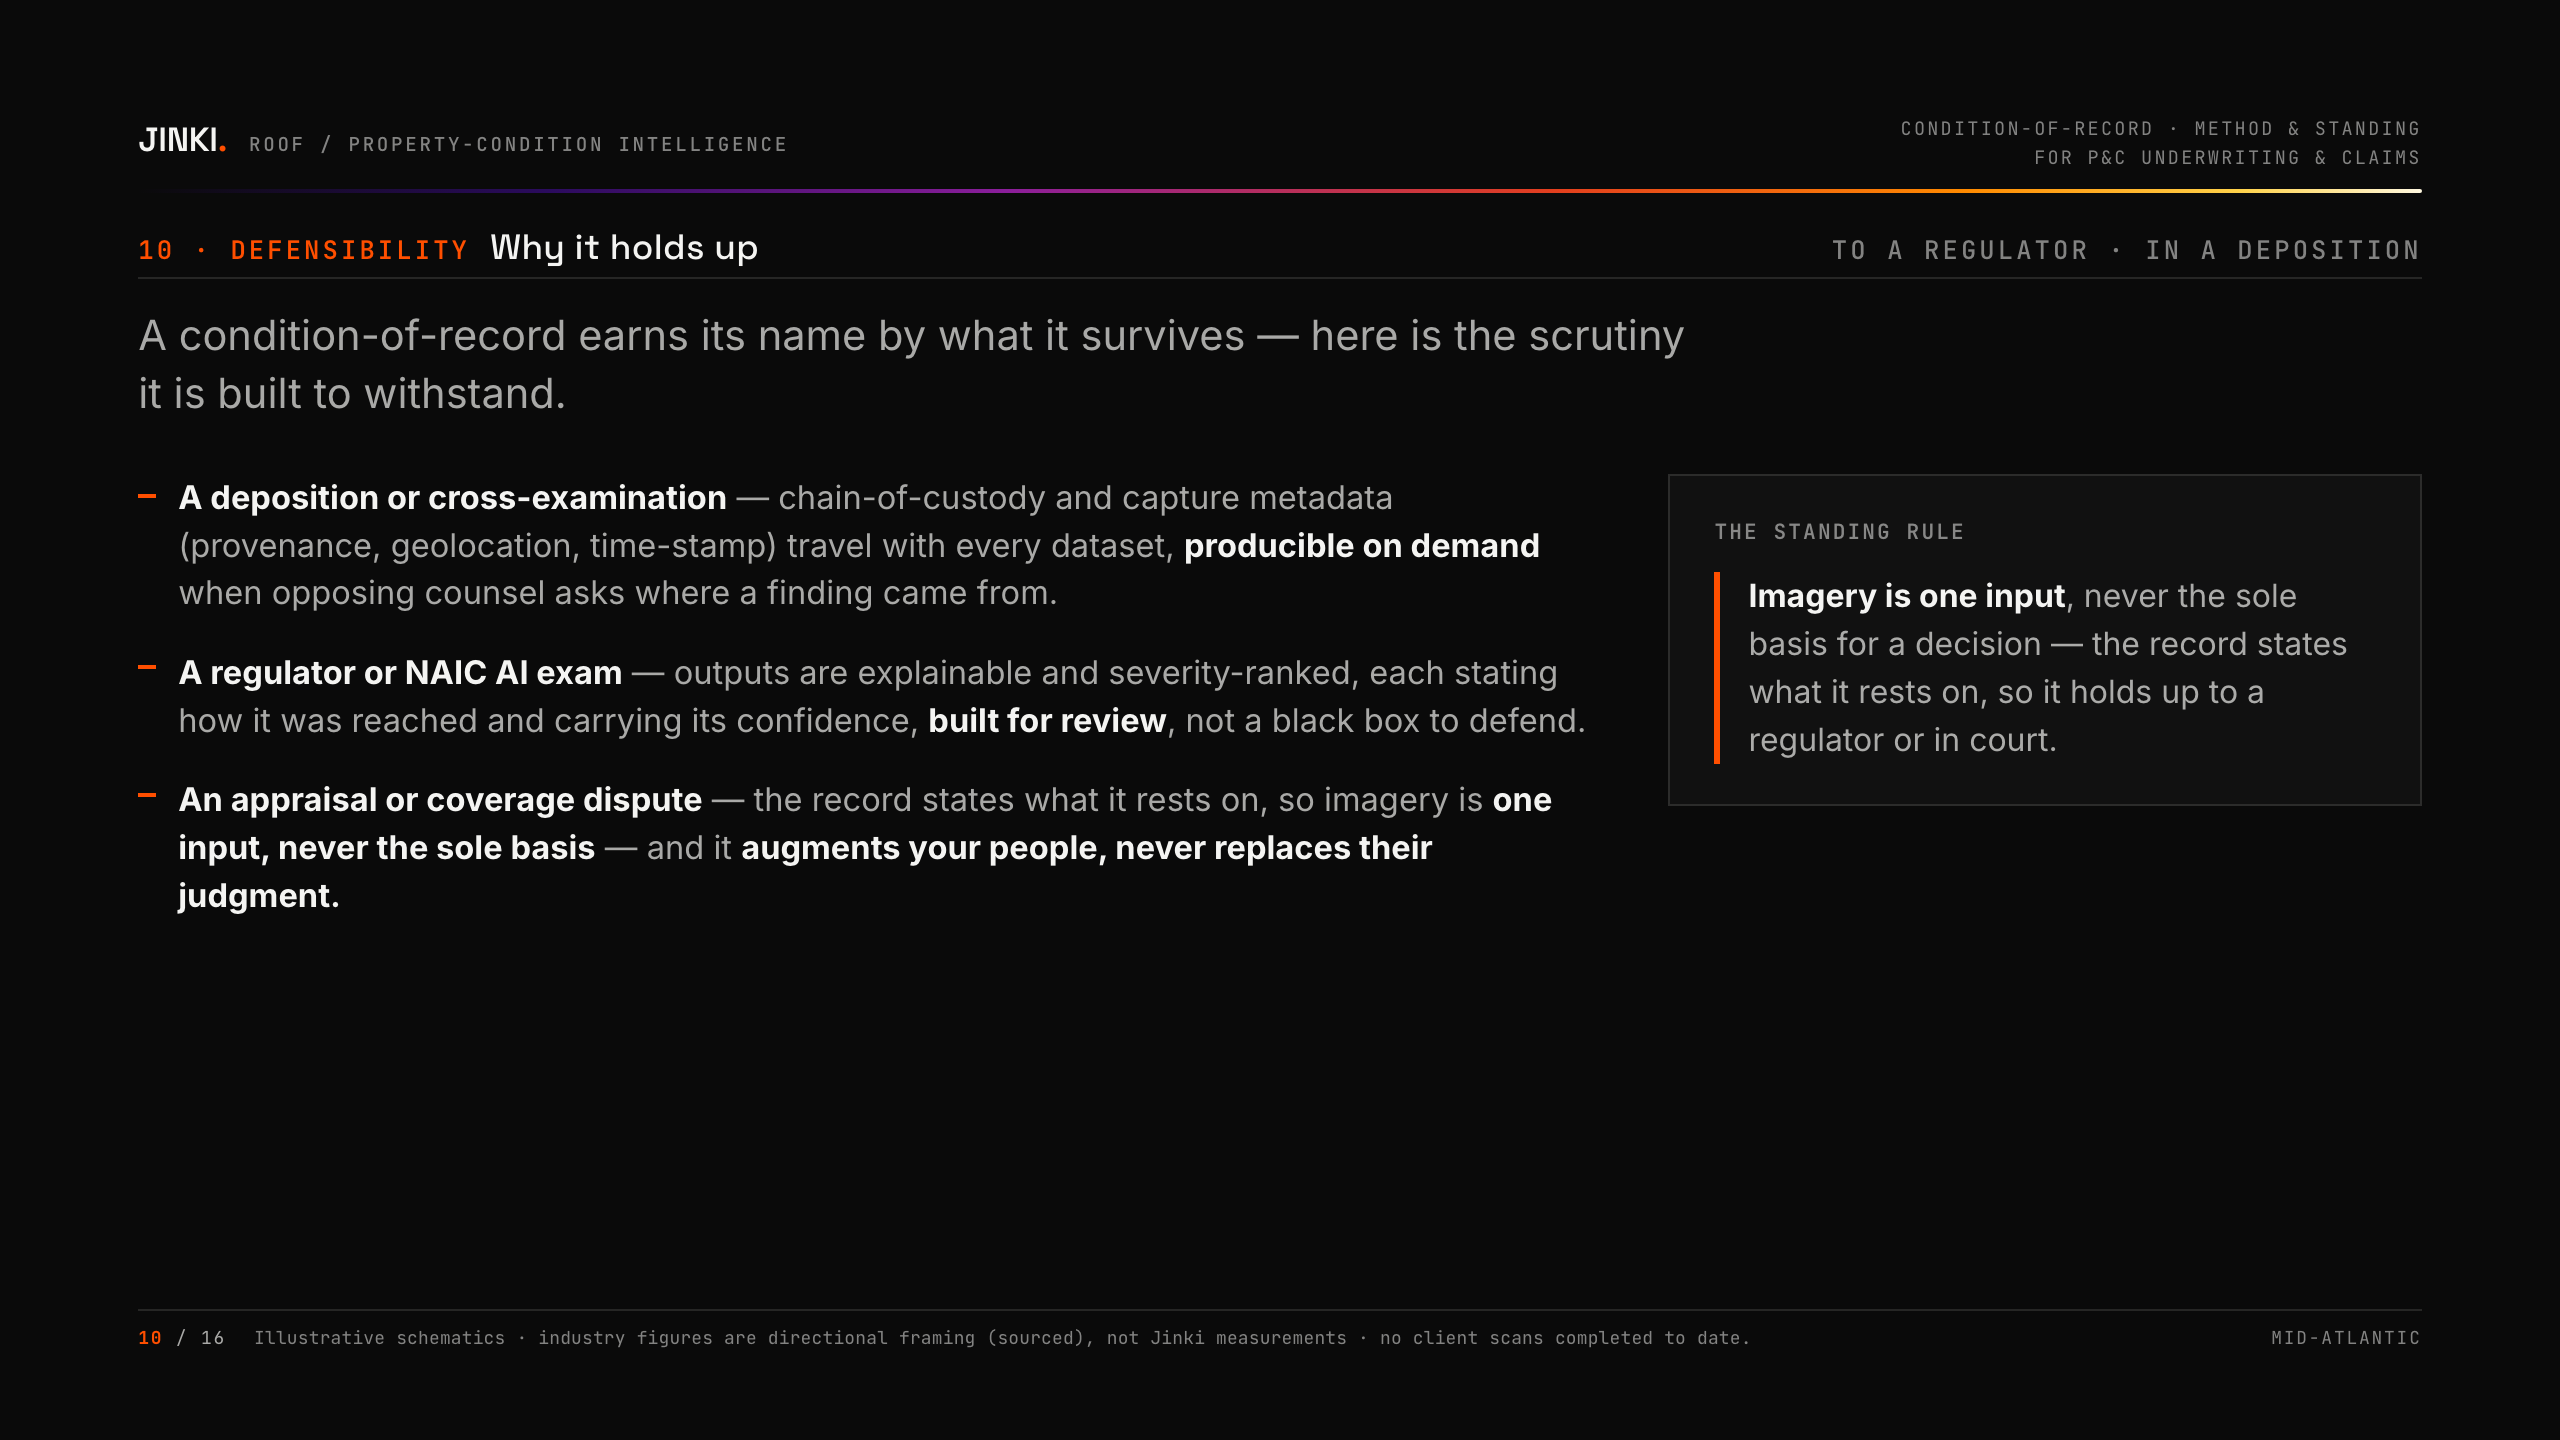 JINKI. ROOF / PROPERTY-CONDITION INTELLIGENCE
CONDITION-OF-RECORD · METHOD & STANDING
FOR P&C UNDERWRITING & CLAIMS
10 · DEFENSIBILITY Why it holds up
TO A REGULATOR · IN A DEPOSITION
A condition-of-record earns its name by what it survives — here is the scrutiny
it is built to withstand.
– A deposition or cross-examination — chain-of-custody and capture metadata
(provenance, geolocation, time-stamp) travel with every dataset, producible on demand
when opposing counsel asks where a finding came from.
– A regulator or NAIC AI exam — outputs are explainable and severity-ranked, each stating
how it was reached and carrying its confidence, built for review, not a black box to defend.
– An appraisal or coverage dispute — the record states what it rests on, so imagery is one
input, never the sole basis — and it augments your people, never replaces their
judgment.
THE STANDING RULE
Imagery is one input, never the sole
basis for a decision — the record states
what it rests on, so it holds up to a
regulator or in court.
10 / 16 Illustrative schematics · industry figures are directional framing (sourced), not Jinki measurements · no client scans completed to date.
MID-ATLANTIC